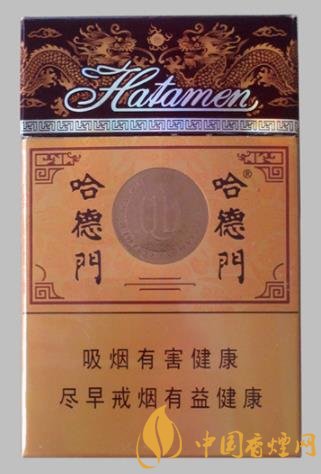 Hatamen
哈德門
哈德門®
吸烟有害健康
尽早戒烟有益健康
中国香烟网